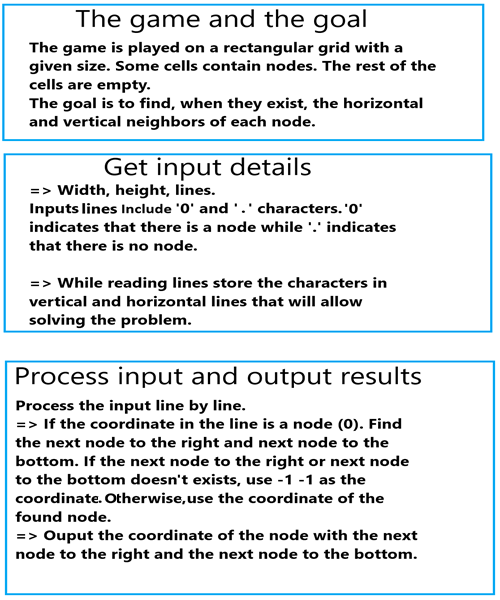 The game and the goal
The game is played on a rectangular grid with a
given size. Some cells contain nodes. The rest of the
cells are empty.
The goal is to find, when they exist, the horizontal
and vertical neighbors of each node.
Get input details
=> Width, height, lines.
Inputs lines Include '0' and '.' characters. '0'
indicates that there is a node while '.' indicates
that there is no node.
=> While reading lines store the characters in
vertical and horizontal lines that will allow
solving the problem.
Process input and output results
Process the input line by line.
=> If the coordinate in the line is a node (0). Find
the next node to the right and next node to the
bottom. If the next node to the right or next node
to the bottom doesn't exists, use -1 -1 as the
coordinate. Otherwise,use the coordinate of the
found node.
=> Ouput the coordinate of the node with the next
node to the right and the next node to the bottom.